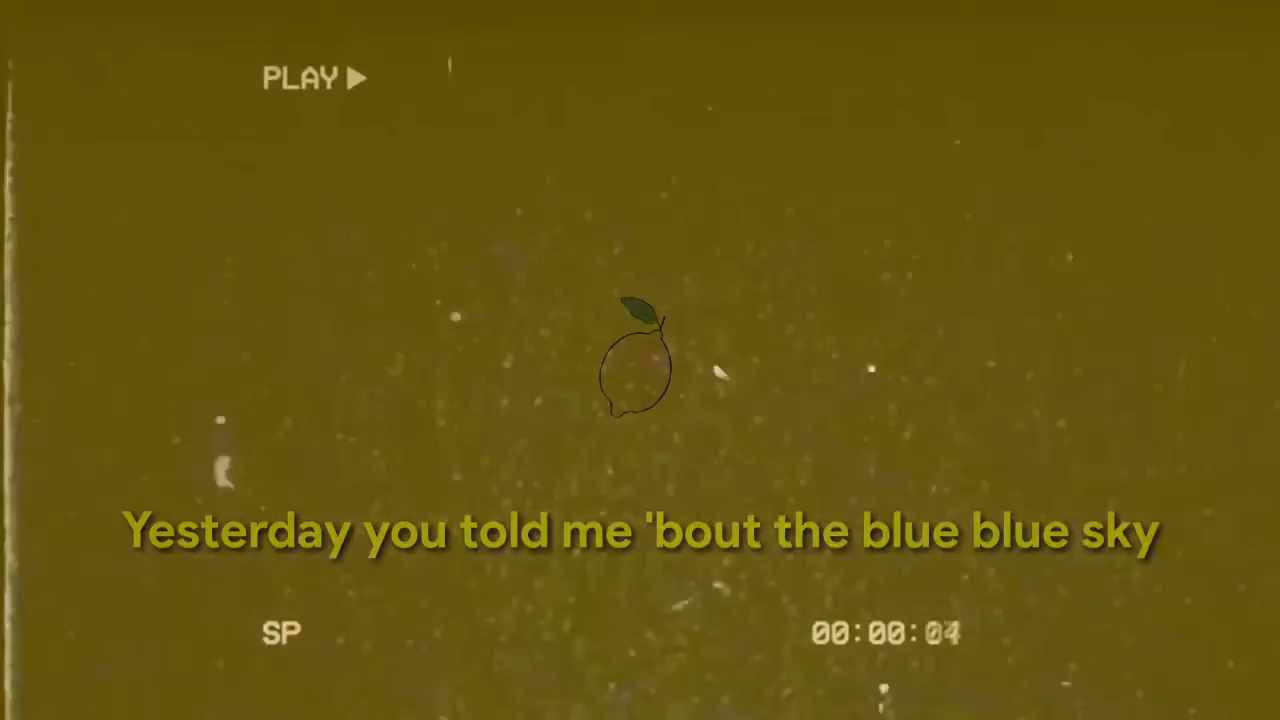 PLAY ▶
Yesterday you told me 'bout the blue blue sky
SP
00:00:04